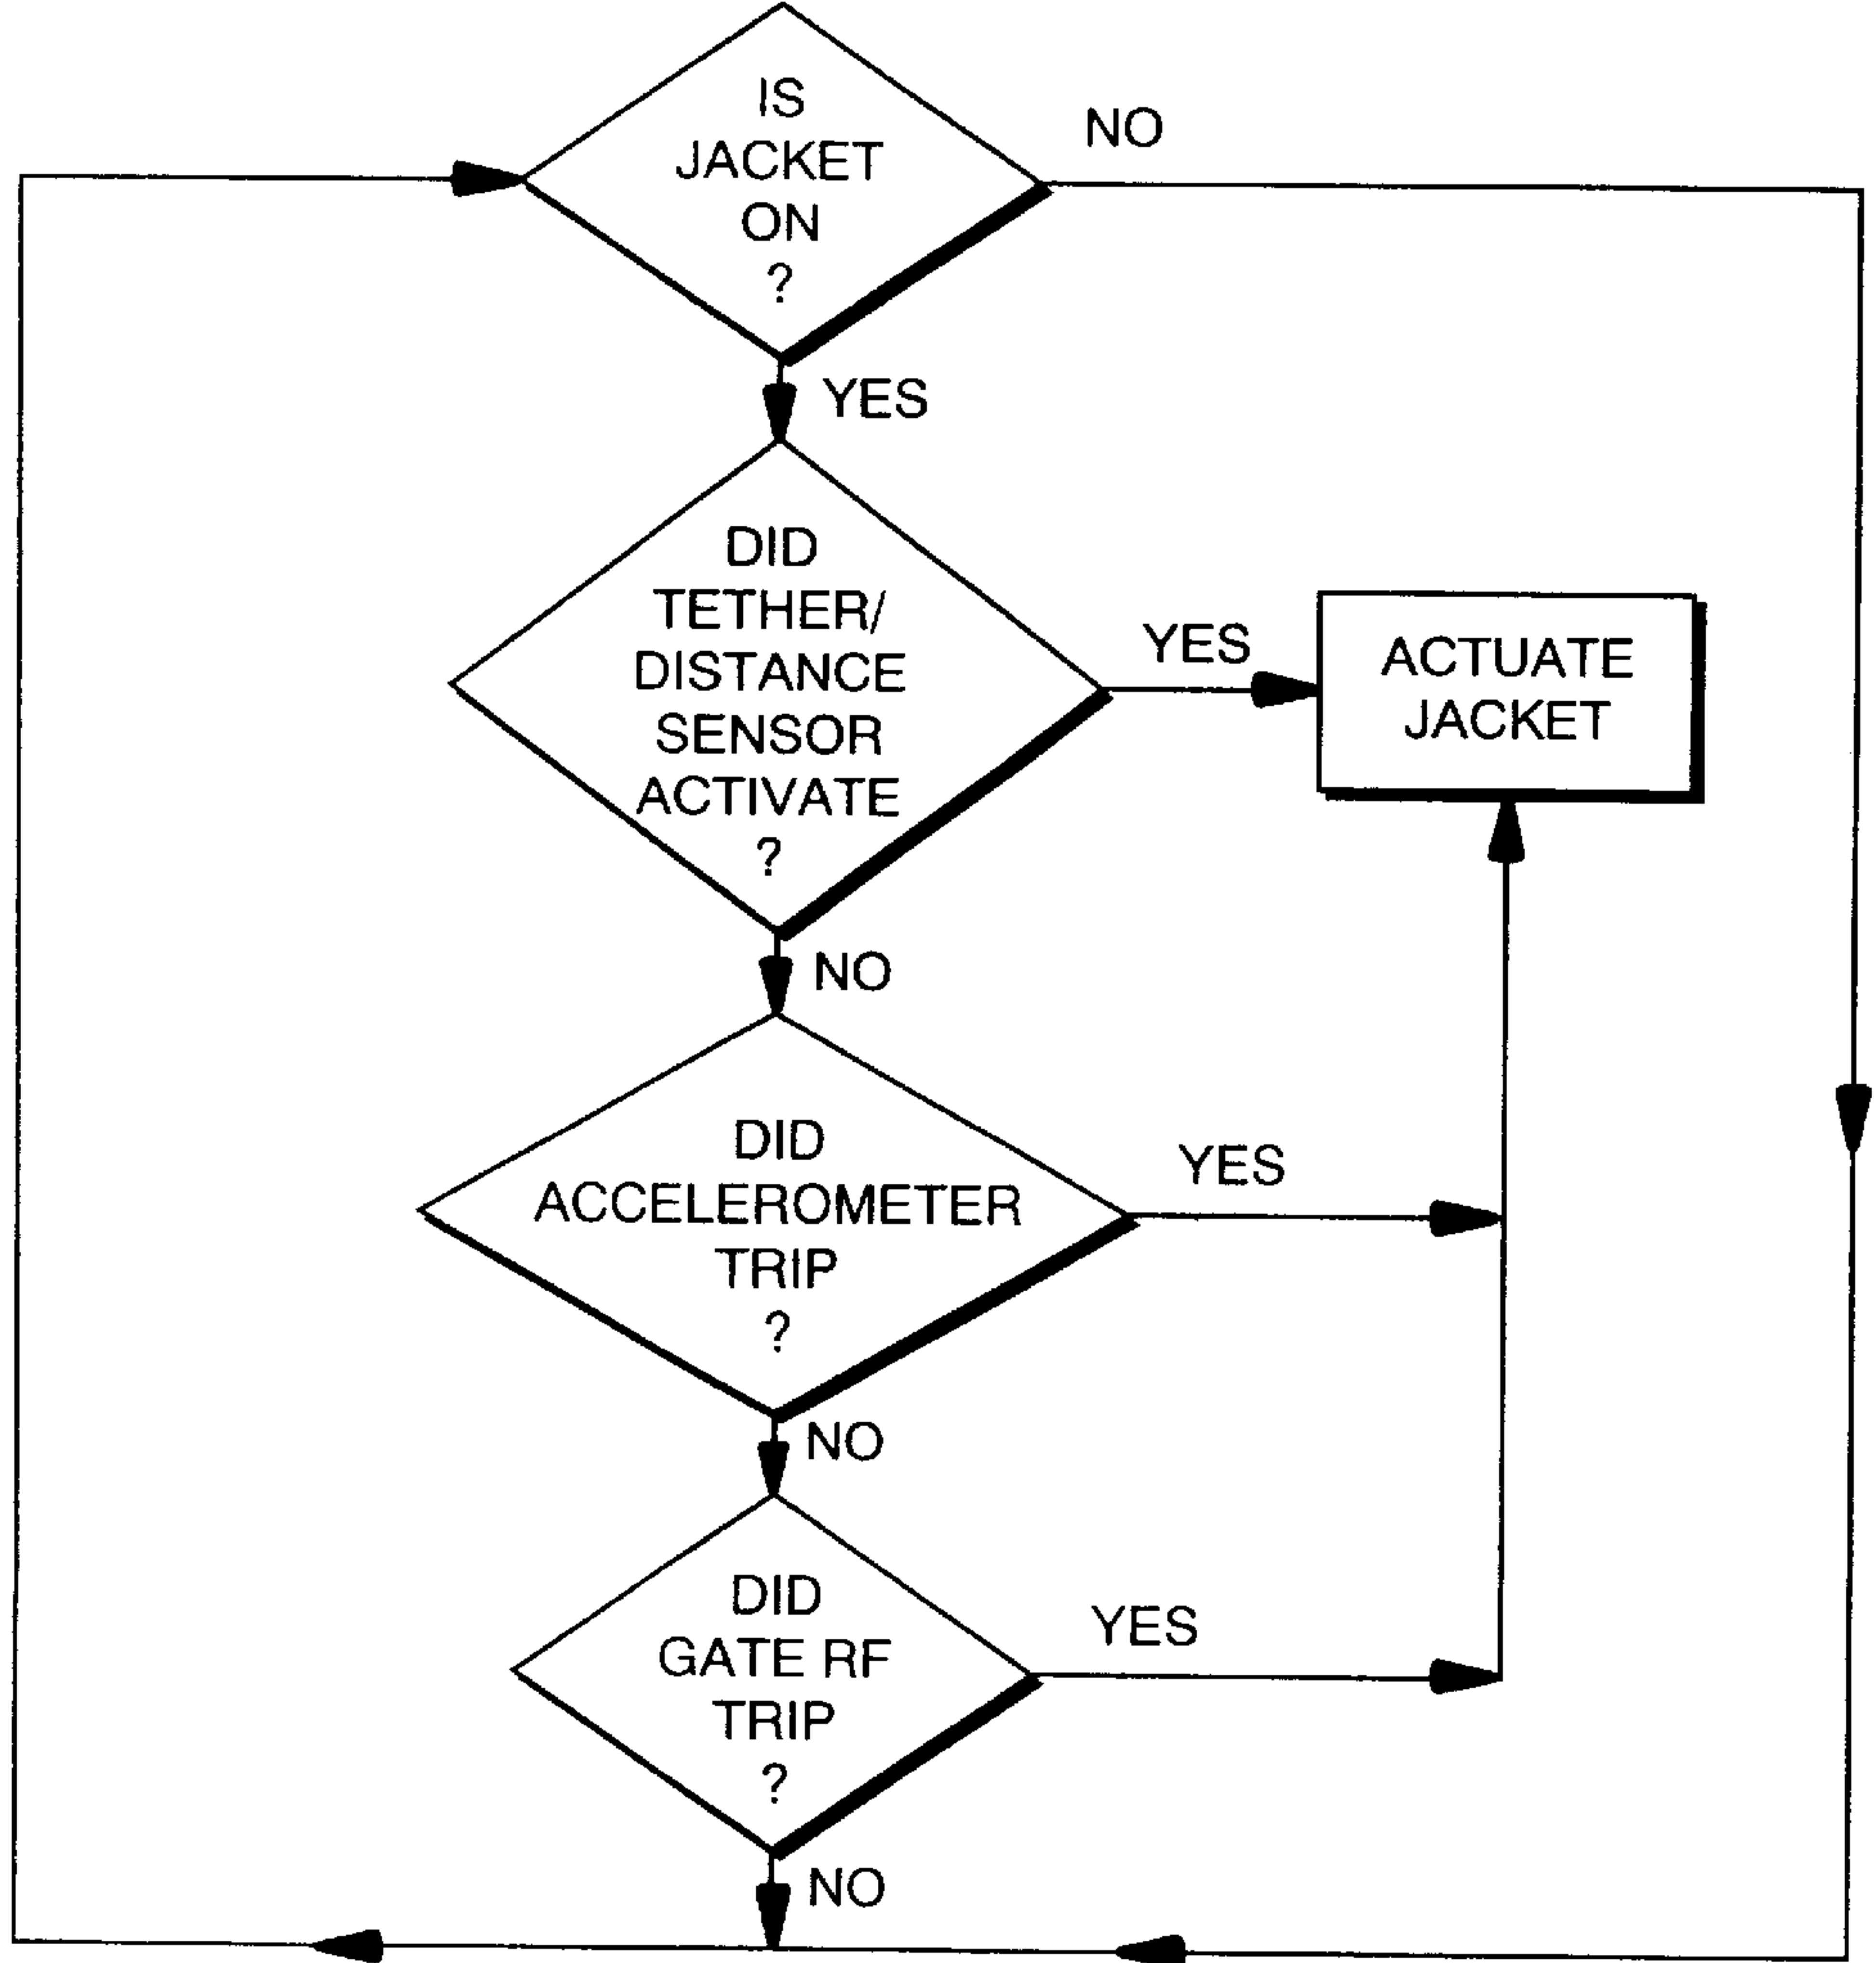 IS
JACKET
ON
?
NO
YES
DID
TETHER/
DISTANCE
SENSOR
ACTIVATE
?
YES
ACTUATE
JACKET
NO
DID
ACCELEROMETER
TRIP
?
YES
NO
DID
GATE RF
TRIP
?
YES
NO